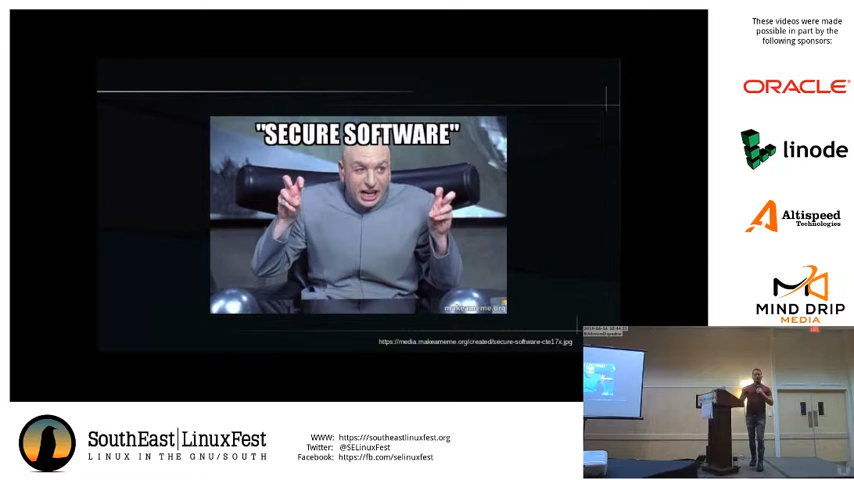 These videos were made
possible in part by the
following sponsors:
ORACLE
linode
Altispeed
Technologies
MIND DRIP
MEDIA
"SECURE SOFTWARE"
makeameme.org
https://media.makeameme.org/created/secure-software-cte17x.jpg
SouthEast|LinuxFest
LINUX IN THE GNU/SOUTH
WWW: https://southeastlinuxfest.org
Twitter: @SELinuxFest
Facebook: https://fb.com/selinuxfest